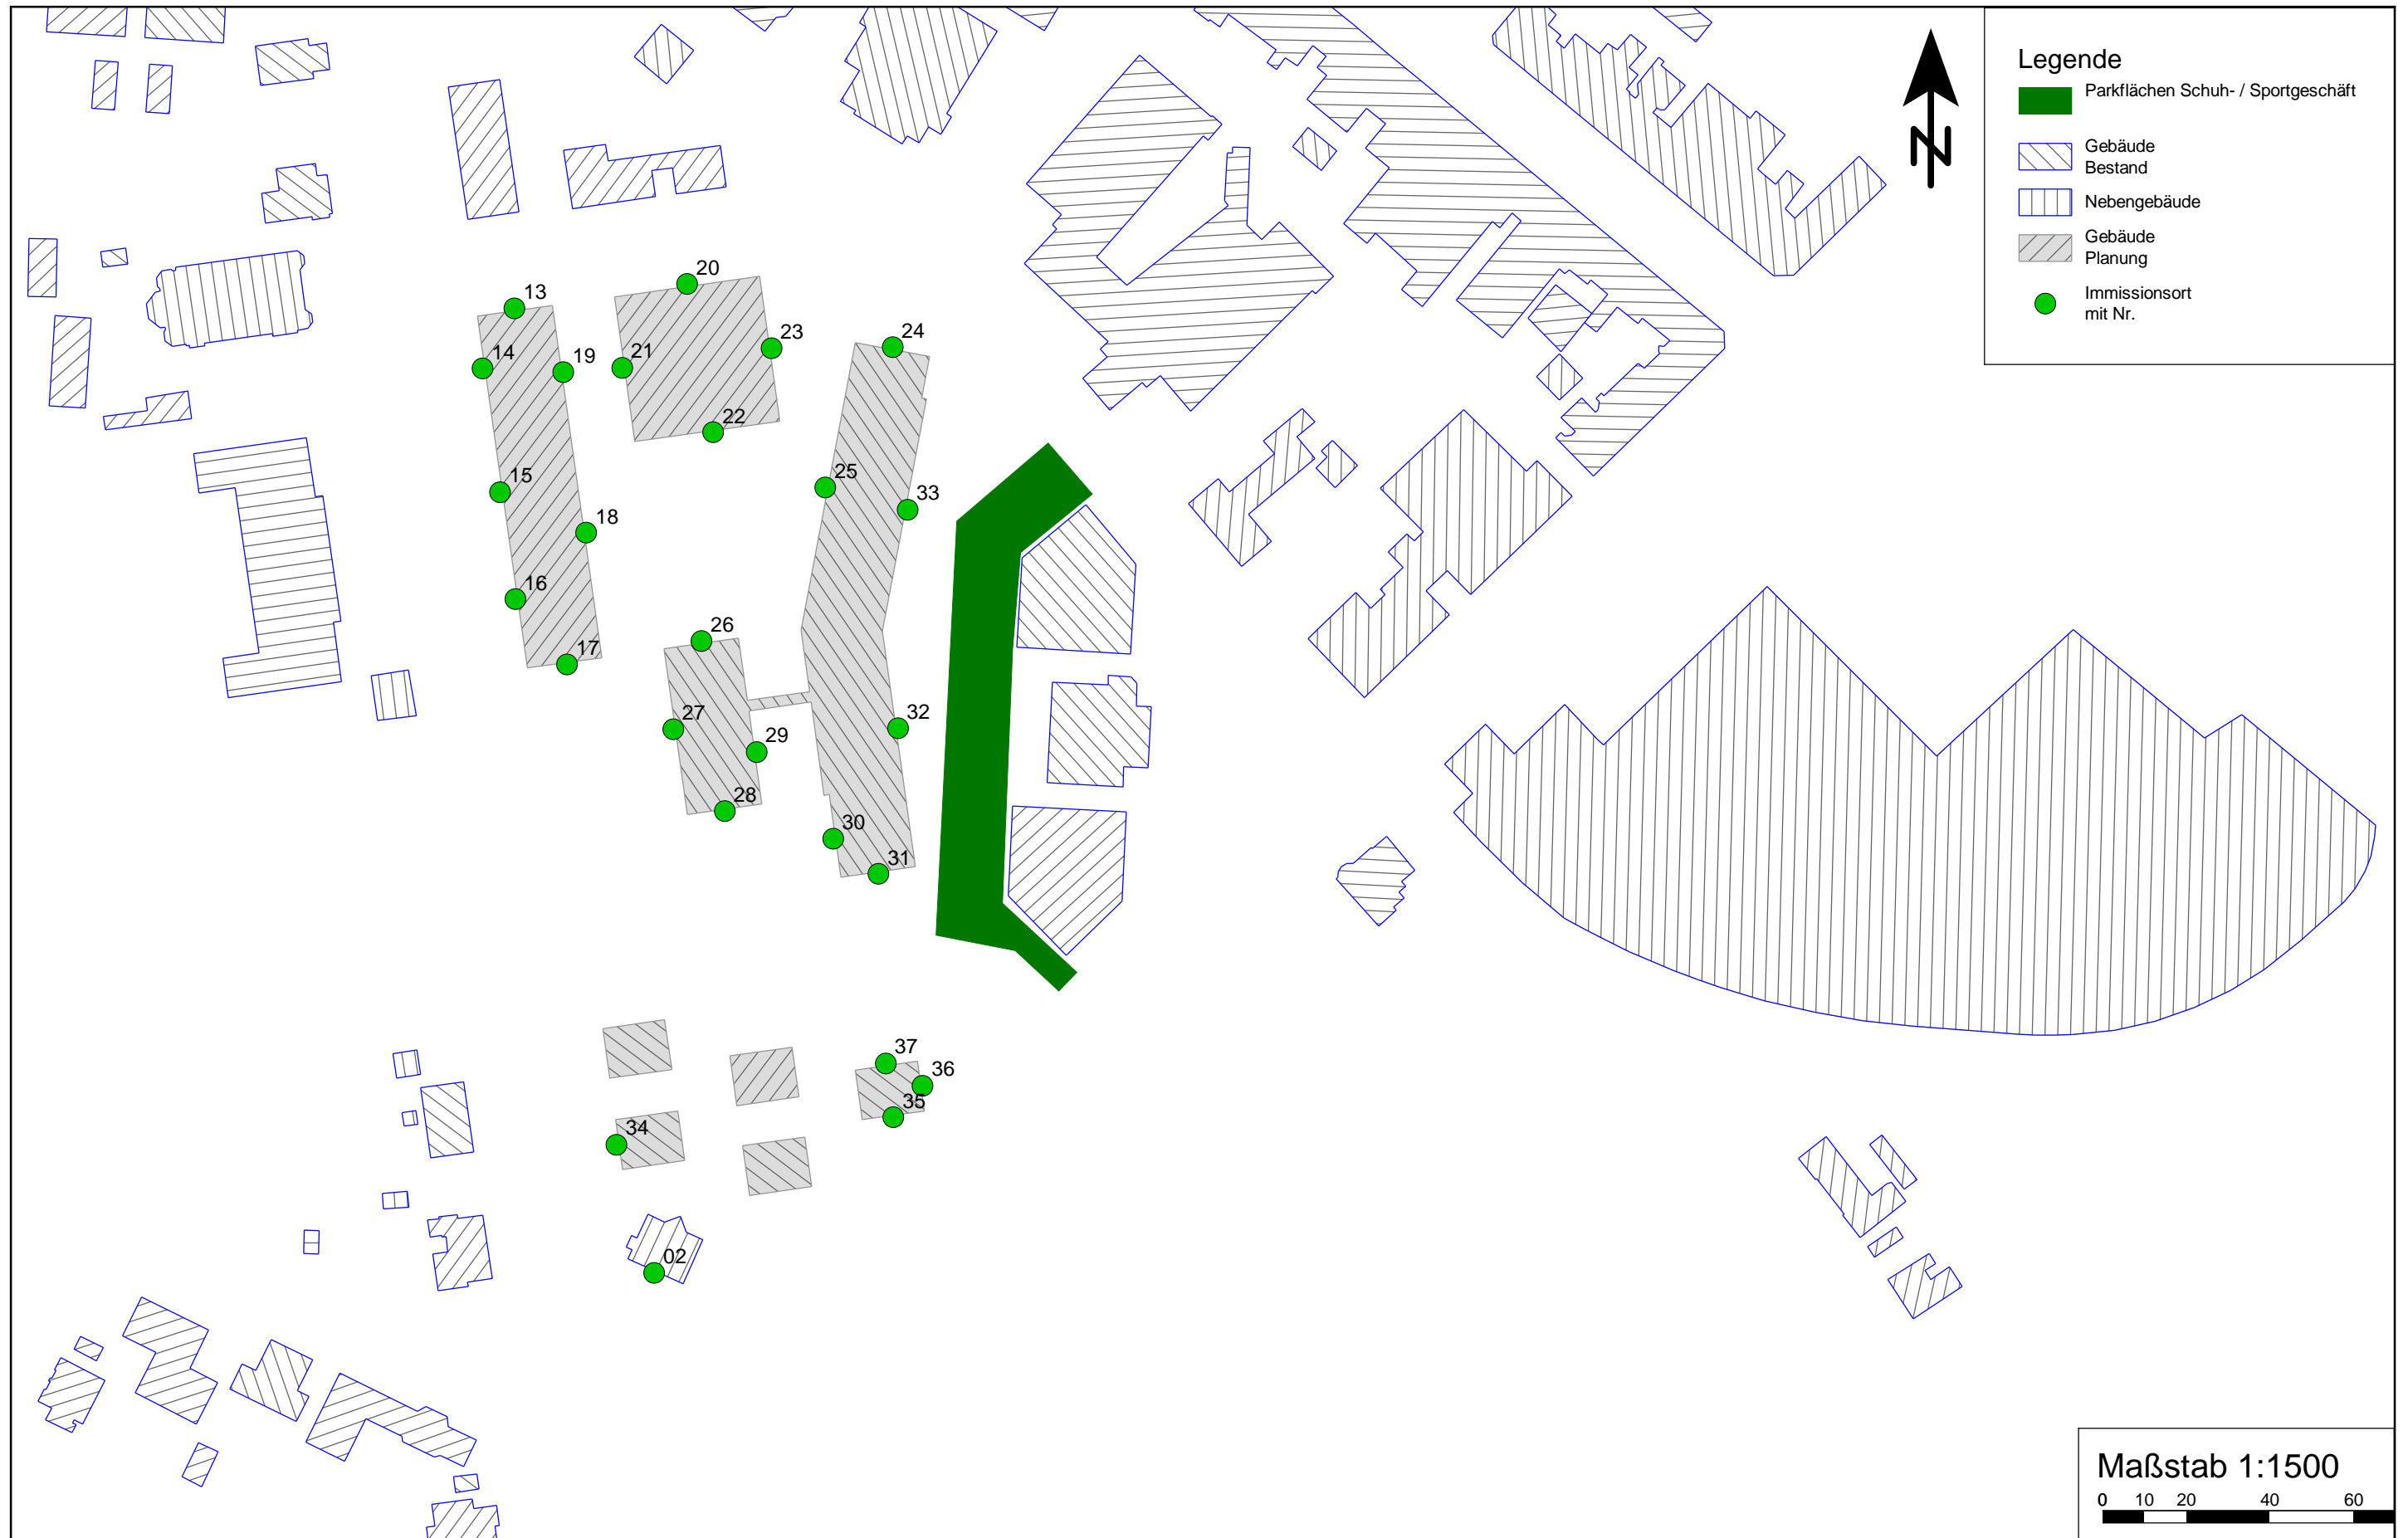 Legende
Parkflächen Schuh- / Sportgeschäft
Gebäude
Bestand
Nebengebäude
Gebäude
Planung
Immissionsort
mit Nr.
N
20
13
23
24
14
19
21
22
25
15
33
18
16
26
17
27
32
29
28
30
31
37
36
35
34
02
Maßstab 1:1500
0 10 20 40 60